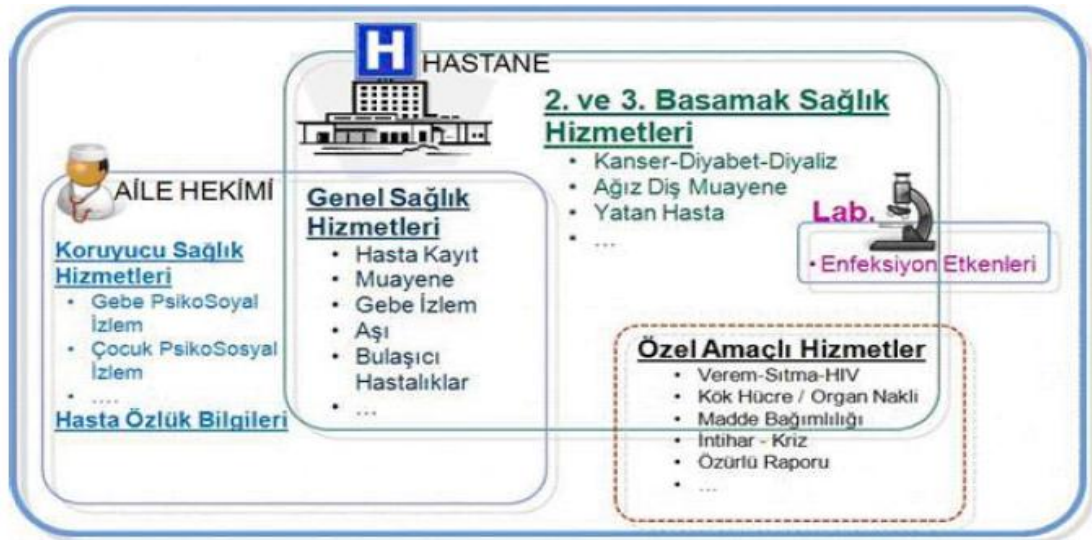 H HASTANE
2. ve 3. Basamak Sağlık
Hizmetleri
• Kanser-Diyabet-Diyaliz
• Ağız Diş Muayene
• Yatan Hasta
• ...
AİLE HEKİMİ
Koruyucu Sağlık
Hizmetleri
• Gebe PsikoSoyal
İzlem
• Çocuk PsikoSosyal
İzlem
• ....
Hasta Özlük Bilgileri
Genel Sağlık
Hizmetleri
• Hasta Kayıt
• Muayene
• Gebe İzlem
• Aşı
• Bulaşıcı
Hastalıklar
• ...
Lab.
• Enfeksiyon Etkenleri
Özel Amaçlı Hizmetler
• Verem-Sıtma-HIV
• Kök Hücre / Organ Nakli
• Madde Bağımlılığı
• İntihar - Kriz
• Özürlü Raporu
• ...